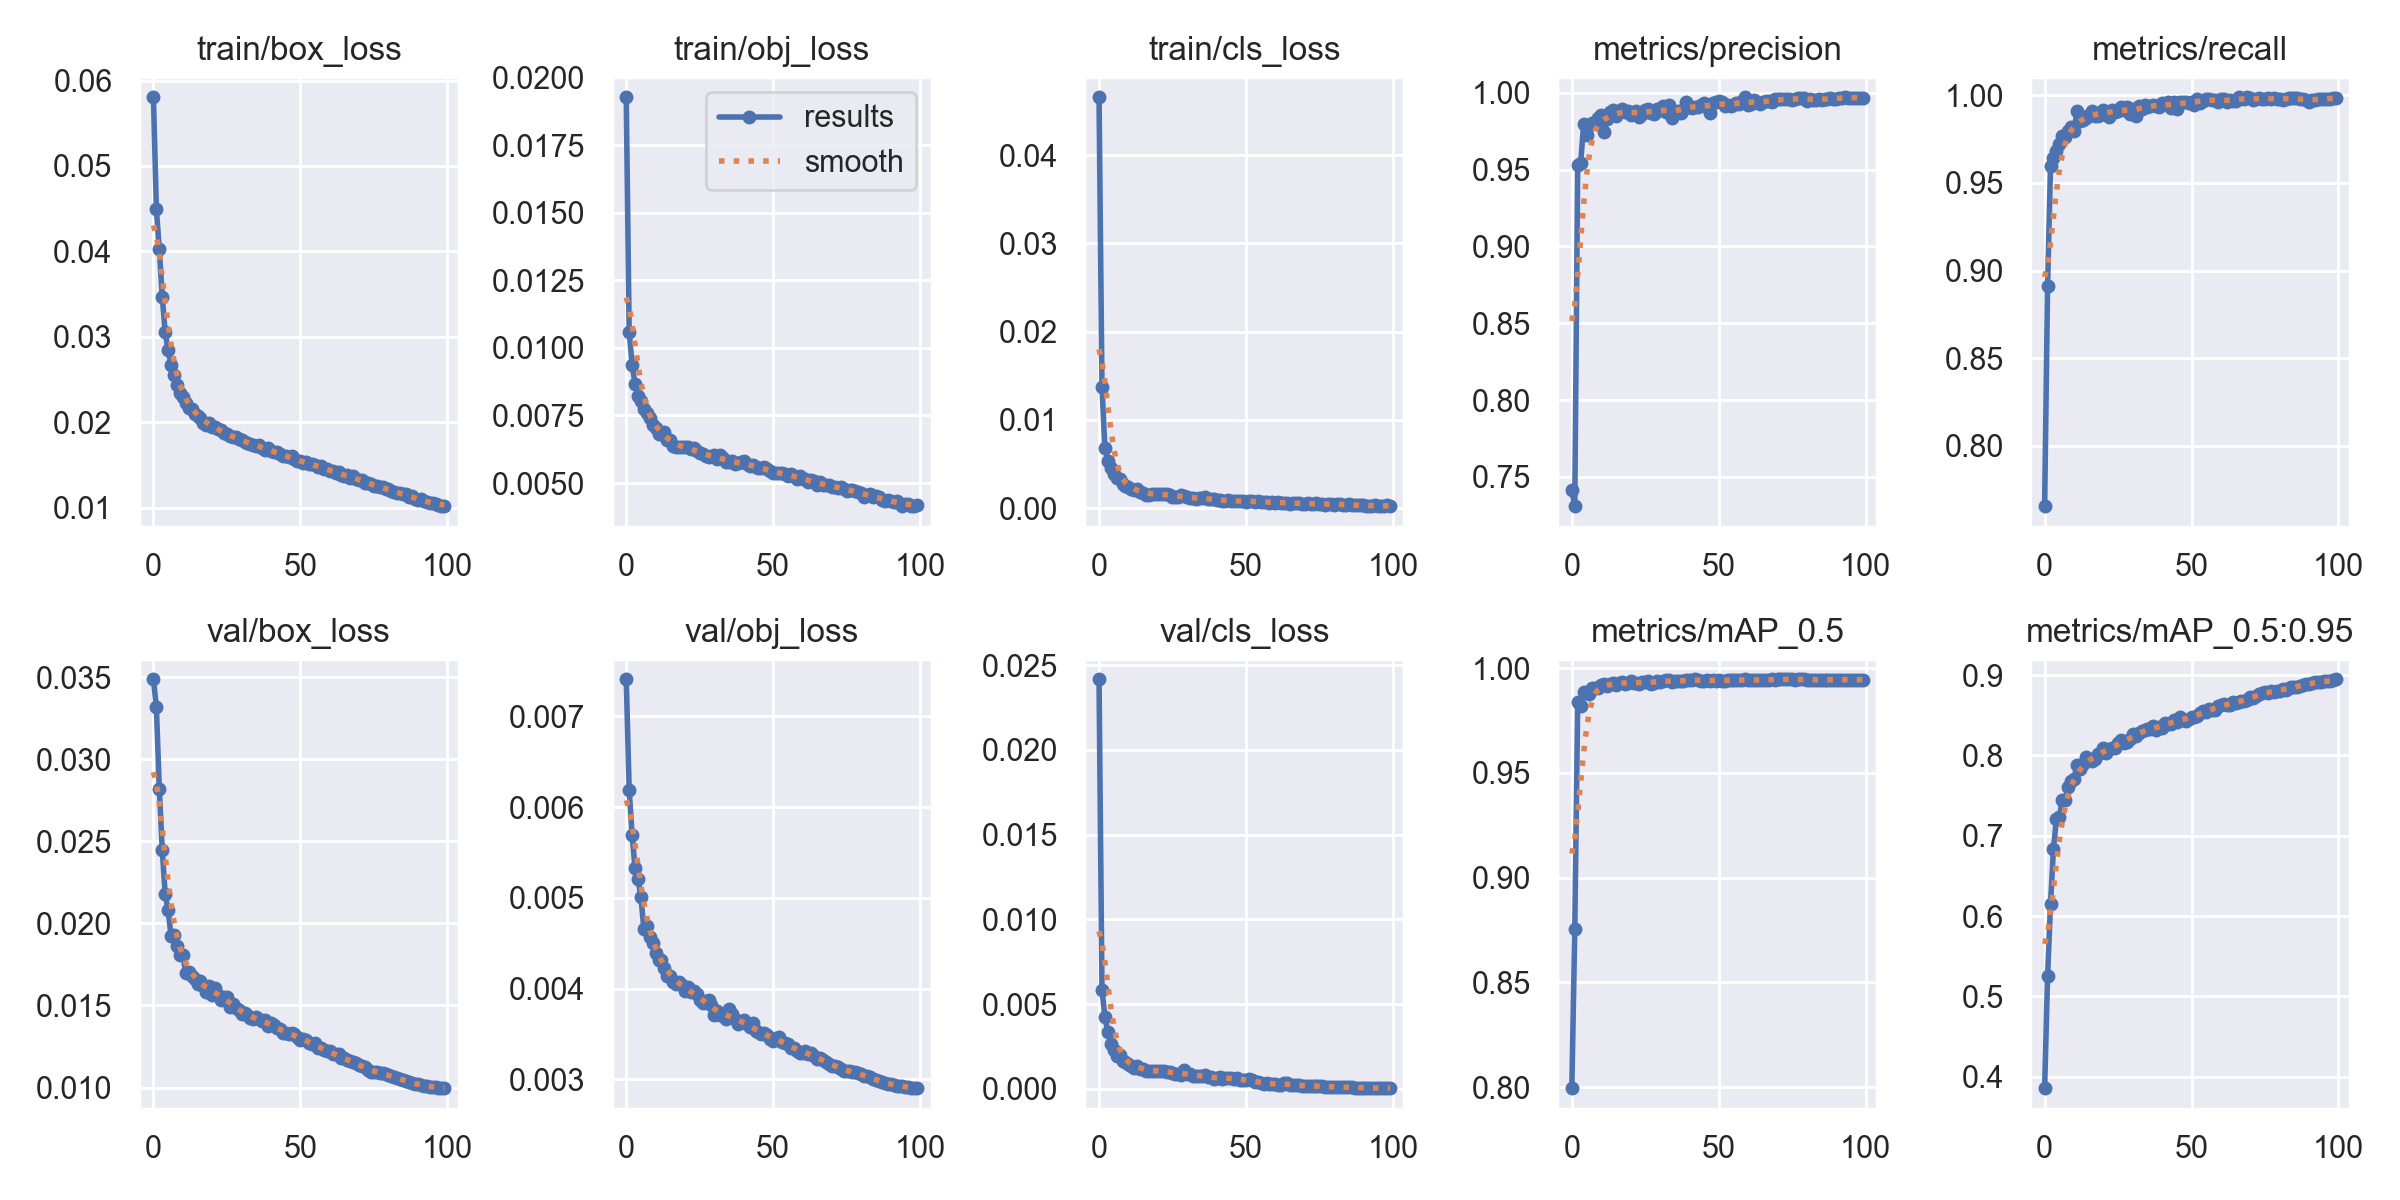 train/box_loss
0.06
0.05
0.04
0.03
0.02
0.01
0 50 100
train/obj_loss
results
smooth
0.0200
0.0175
0.0150
0.0125
0.0100
0.0075
0.0050
0 50 100
train/cls_loss
0.04
0.03
0.02
0.01
0.00
0 50 100
metrics/precision
1.00
0.95
0.90
0.85
0.80
0.75
0 50 100
metrics/recall
1.00
0.95
0.90
0.85
0.80
0 50 100
val/box_loss
0.035
0.030
0.025
0.020
0.015
0.010
0 50 100
val/obj_loss
0.007
0.006
0.005
0.004
0.003
0 50 100
val/cls_loss
0.025
0.020
0.015
0.010
0.005
0.000
0 50 100
metrics/mAP_0.5
1.00
0.95
0.90
0.85
0.80
0 50 100
metrics/mAP_0.5:0.95
0.9
0.8
0.7
0.6
0.5
0.4
0 50 100